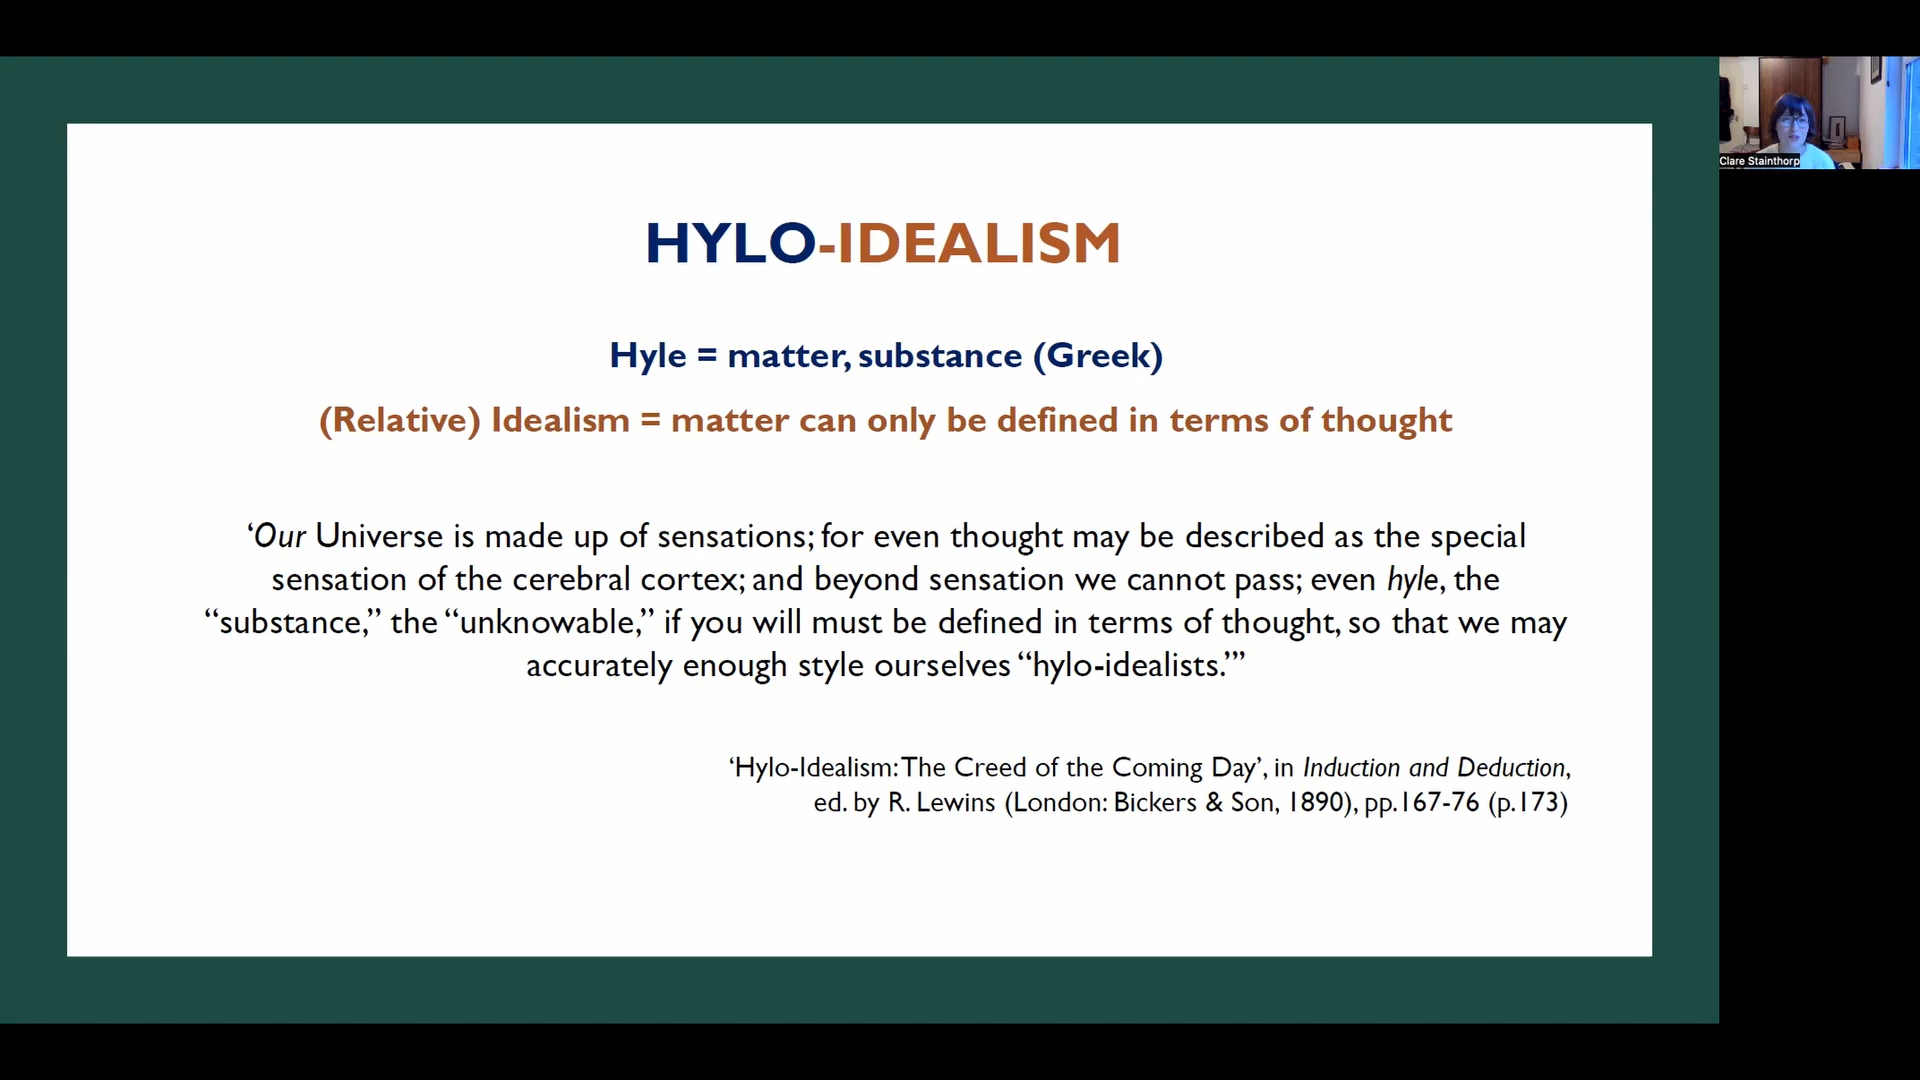 HYLO-IDEALISM
Hyle = matter, substance (Greek)
(Relative) Idealism = matter can only be defined in terms of thought
‘Our Universe is made up of sensations; for even thought may be described as the special
sensation of the cerebral cortex; and beyond sensation we cannot pass; even hyle, the
“substance,” the “unknowable,” if you will must be defined in terms of thought, so that we may
accurately enough style ourselves “hylo-idealists.”’
‘Hylo-Idealism: The Creed of the Coming Day’, in Induction and Deduction,
ed. by R. Lewins (London: Bickers & Son, 1890), pp.167-76 (p.173)
Clare Stainthorp